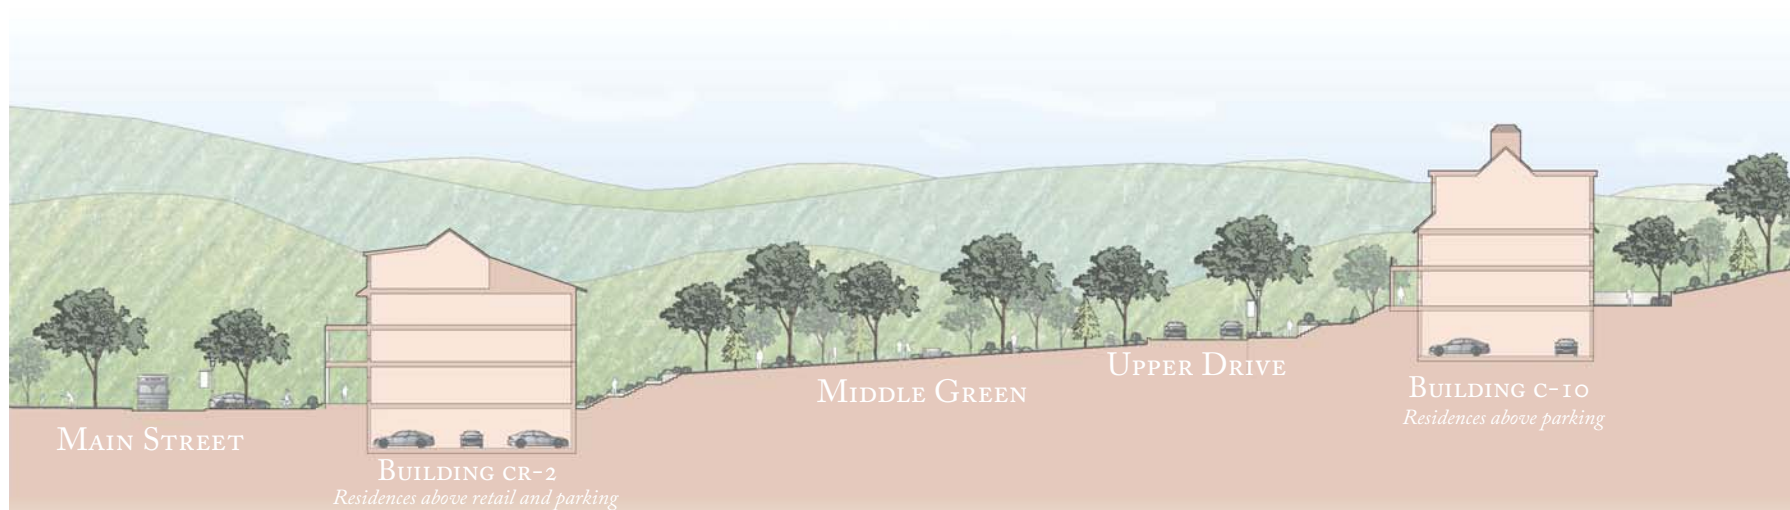 Main Street
Building cr-2
Residences above retail and parking
Middle Green
Upper Drive
Building c-10
Residences above parking